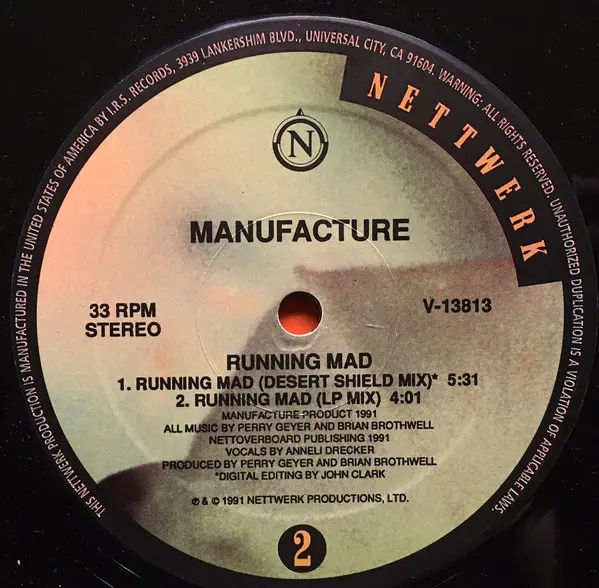 THIS NETTWERK PRODUCTION IS MANUFACTURED IN THE UNITED STATES OF AMERICA BY I.R.S. RECORDS, 3939 LANKERSHIM BLVD., UNIVERSAL CITY, CA 91604. WARNING: ALL RIGHTS RESERVED. UNAUTHORIZED DUPLICATION IS A VIOLATION OF APPLICABLE LAWS.
NETTWERK
N
MANUFACTURE
33 RPM
STEREO
V-13813
RUNNING MAD
1. RUNNING MAD (DESERT SHIELD MIX)* 5:31
2. RUNNING MAD (LP MIX) 4:01
MANUFACTURE PRODUCT 1991
ALL MUSIC BY PERRY GEYER AND BRIAN BROTHWELL
NETTOVERBOARD PUBLISHING 1991
VOCALS BY ANNELI DRECKER
PRODUCED BY PERRY GEYER AND BRIAN BROTHWELL
*DIGITAL EDITING BY JOHN CLARK
℗ & © 1991 NETTWERK PRODUCTIONS, LTD.
2